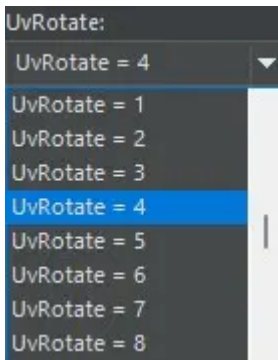 UvRotate:
UvRotate = 4
UvRotate = 1
UvRotate = 2
UvRotate = 3
UvRotate = 4
UvRotate = 5
UvRotate = 6
UvRotate = 7
UvRotate = 8